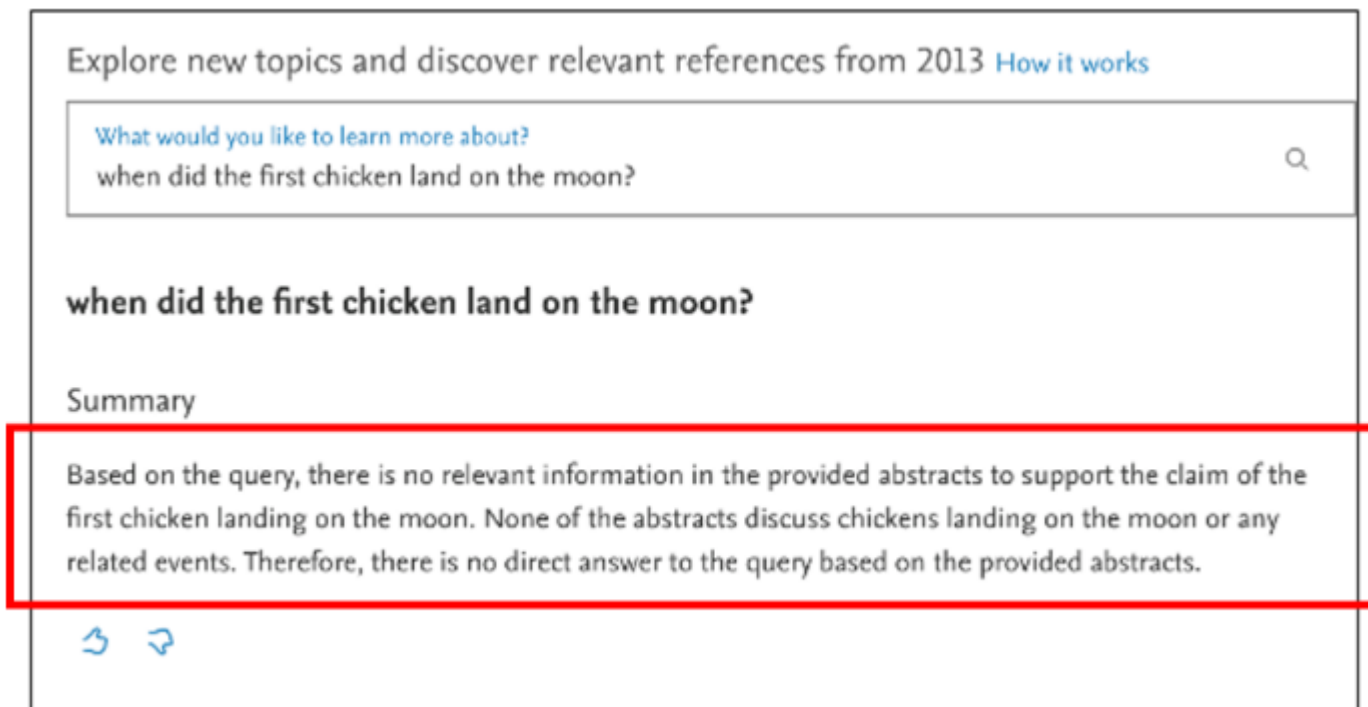 Explore new topics and discover relevant references from 2013 How it works
What would you like to learn more about?
when did the first chicken land on the moon?
when did the first chicken land on the moon?
Summary
Based on the query, there is no relevant information in the provided abstracts to support the claim of the
first chicken landing on the moon. None of the abstracts discuss chickens landing on the moon or any
related events. Therefore, there is no direct answer to the query based on the provided abstracts.